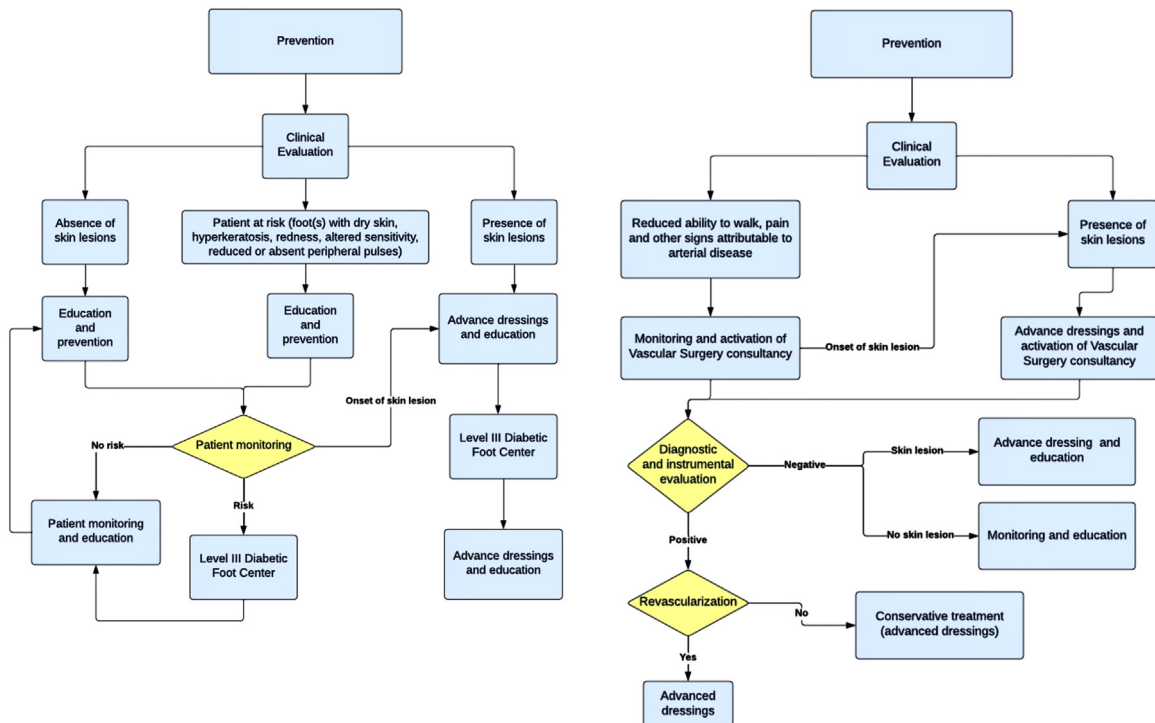 Prevention
Clinical
Evaluation
Absence of
skin lesions
Patient at risk (foot(s) with dry skin,
hyperkeratosis, redness, altered sensitivity,
reduced or absent peripheral pulses)
Presence of
skin lesions
Education
and
prevention
Education
and
prevention
Advance dressings
and education
Onset of skin lesion
Patient monitoring
No risk
Risk
Level III Diabetic
Foot Center
Patient monitoring
and education
Level III Diabetic
Foot Center
Advance dressings
and education
Prevention
Clinical
Evaluation
Reduced ability to walk, pain
and other signs attributable to
arterial disease
Presence of
skin lesions
Monitoring and activation of
Vascular Surgery consultancy
Onset of skin lesion
Advance dressings and
activation of Vascular
Surgery consultancy
Diagnostic
and instrumental
evaluation
Negative
Skin lesion
Advance dressing and
education
No skin lesion
Monitoring and education
Positive
Revascularization
No
Conservative treatment
(advanced dressings)
Yes
Advanced
dressings